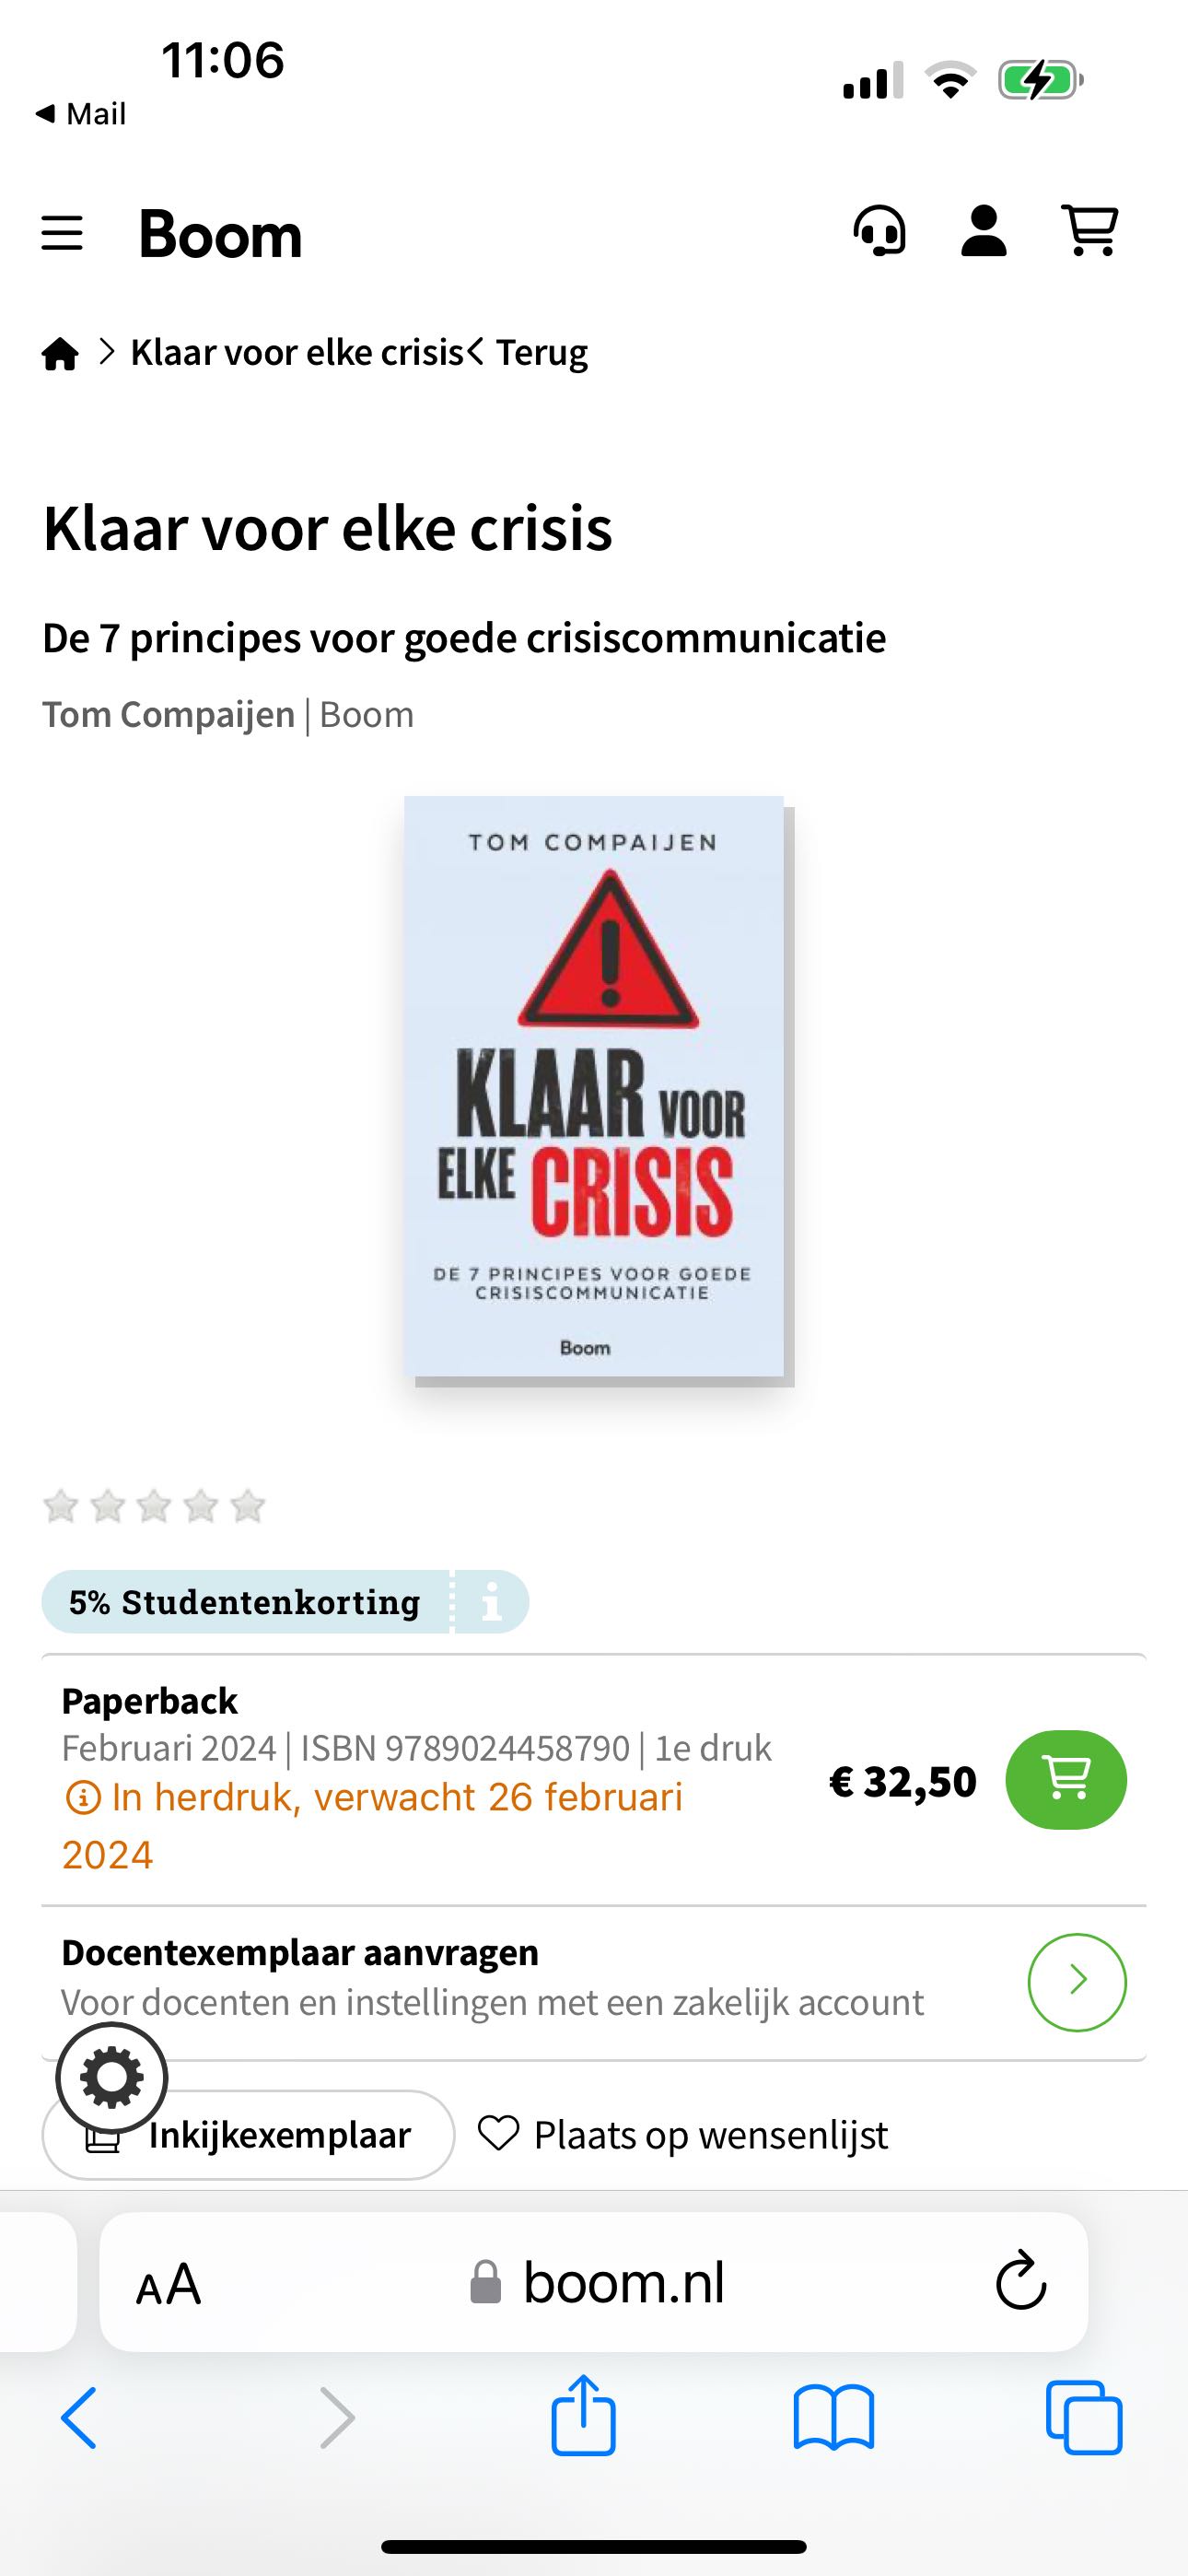 11:06
Mail
Boom
Klaar voor elke crisis Terug
Klaar voor elke crisis
De 7 principes voor goede crisiscommunicatie
Tom Compaijen | Boom
TOM COMPAIJEN
!
KLAAR VOOR
ELKE CRISIS
DE 7 PRINCIPES VOOR GOEDE
CRISISCOMMUNICATIE
Boom
5% Studentenkorting
Paperback
Februari 2024 | ISBN 9789024458790 | 1e druk
In herdruk, verwacht 26 februari
2024
€ 32,50
Docentexemplaar aanvragen
Voor docenten en instellingen met een zakelijk account
Inkijkexemplaar
Plaats op wensenlijst
AA
boom.nl